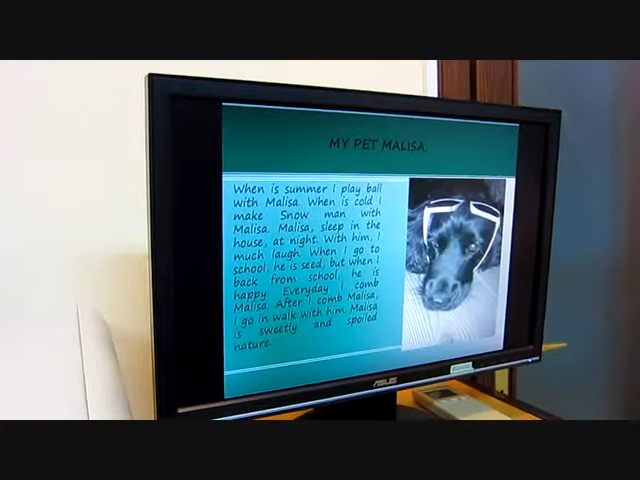 MY PET MALISA.
When is summer I play ball
with Malisa. When is cold I
make Snow man with
Malisa. Malisa, sleep in the
house, at night. With him, I
much laugh. When I go to
school, he is seed, but when I
back from school, he is
happy. Everyday I comb
Malisa. After I comb Malisa,
I go in walk with him. Malisa
is sweetly and spoiled
nature.
ASUS